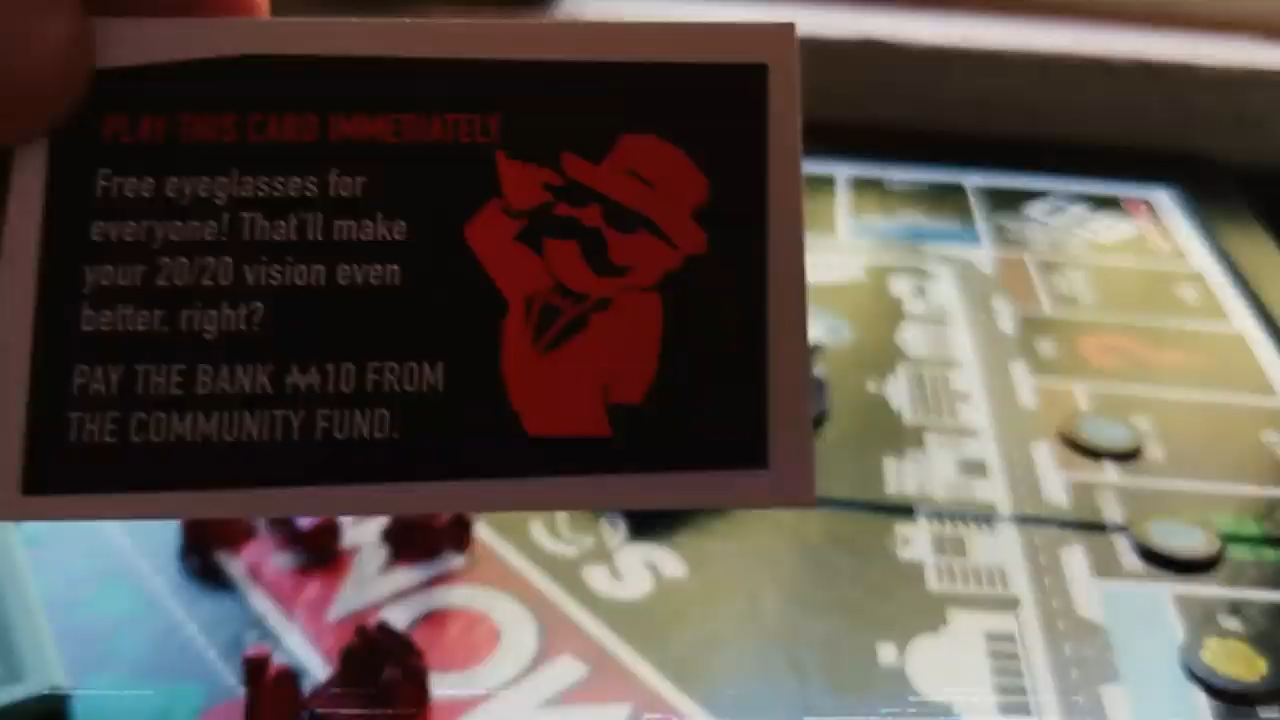 PLAY THIS CARD IMMEDIATELY
Free eyeglasses for
everyone! That'll make
your 20/20 vision even
better, right?
PAY THE BANK ₩10 FROM
THE COMMUNITY FUND.